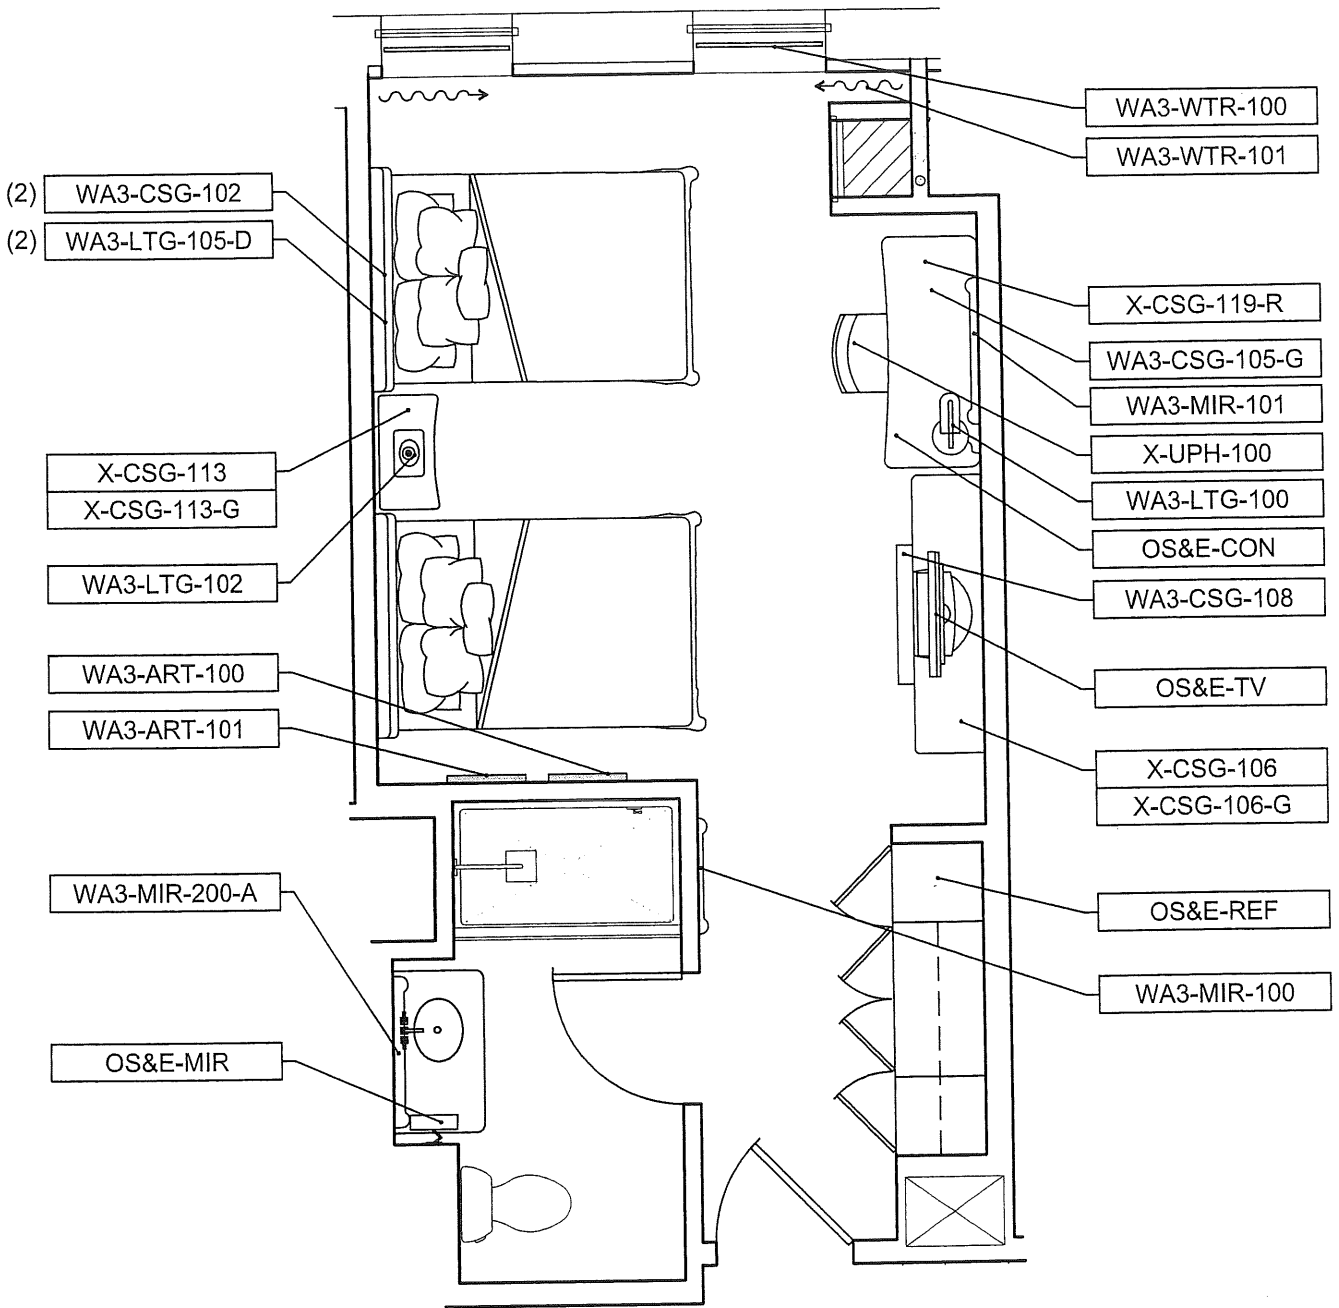 WA3-WTR-100
WA3-WTR-101
(2) WA3-CSG-102
(2) WA3-LTG-105-D
X-CSG-113
X-CSG-113-G
WA3-LTG-102
WA3-ART-100
WA3-ART-101
WA3-MIR-200-A
OS&E-MIR
X-CSG-119-R
WA3-CSG-105-G
WA3-MIR-101
X-UPH-100
WA3-LTG-100
OS&E-CON
WA3-CSG-108
OS&E-TV
X-CSG-106
X-CSG-106-G
OS&E-REF
WA3-MIR-100